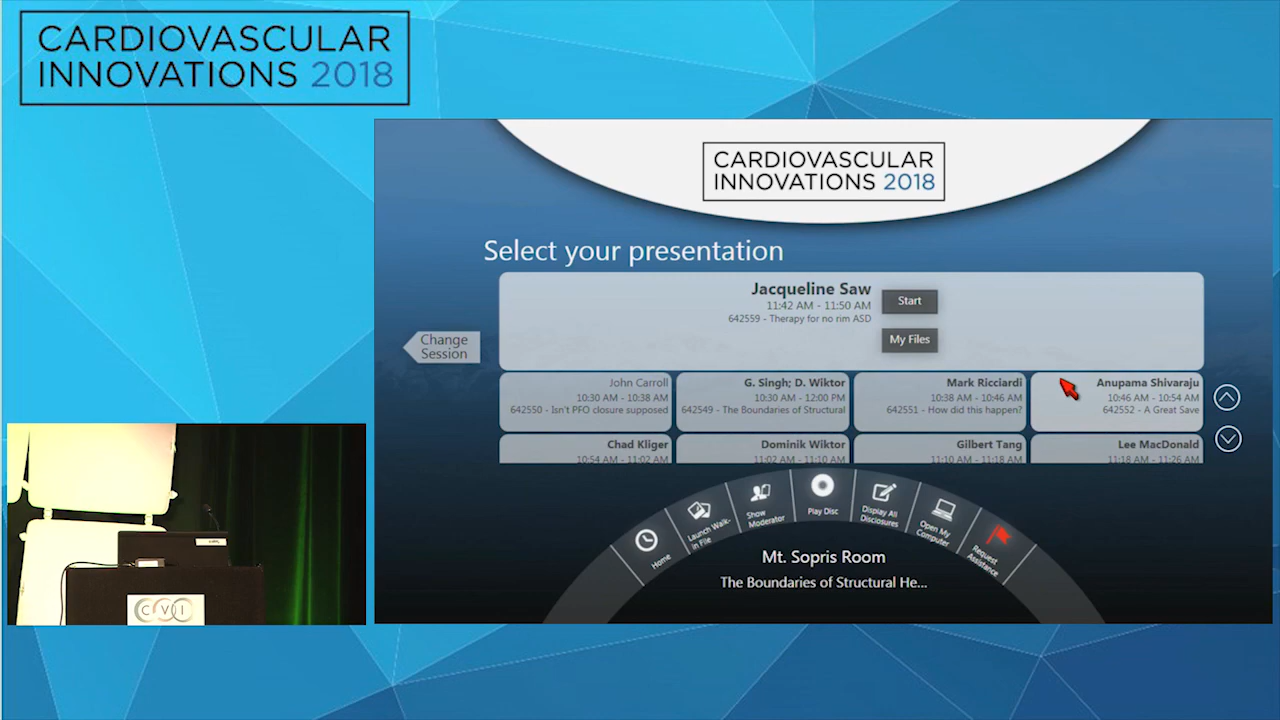 CARDIOVASCULAR
INNOVATIONS 2018
CARDIOVASCULAR
INNOVATIONS 2018
Select your presentation
Jacqueline Saw
11:42 AM - 11:50 AM
642559 - Therapy for no rim ASD
Start
My Files
Change
Session
John Carroll
10:30 AM - 10:38 AM
642550 - Isn't PFO closure supposed
G. Singh; D. Wiktor
10:30 AM - 12:00 PM
642549 - The Boundaries of Structural
Mark Ricciardi
10:38 AM - 10:46 AM
642551 - How did this happen?
Anupama Shivaraju
10:46 AM - 10:54 AM
642552 - A Great Save
Chad Kliger
10:54 AM - 11:02 AM
Dominik Wiktor
11:02 AM - 11:10 AM
Gilbert Tang
11:10 AM - 11:18 AM
Lee MacDonald
11:18 AM - 11:26 AM
Home
Launch Walk-
in File
Show
Moderator
Play Disc
Display All
Disclosures
Open My
Computer
Request
Assistance
Mt. Sopris Room
The Boundaries of Structural He...
CVI